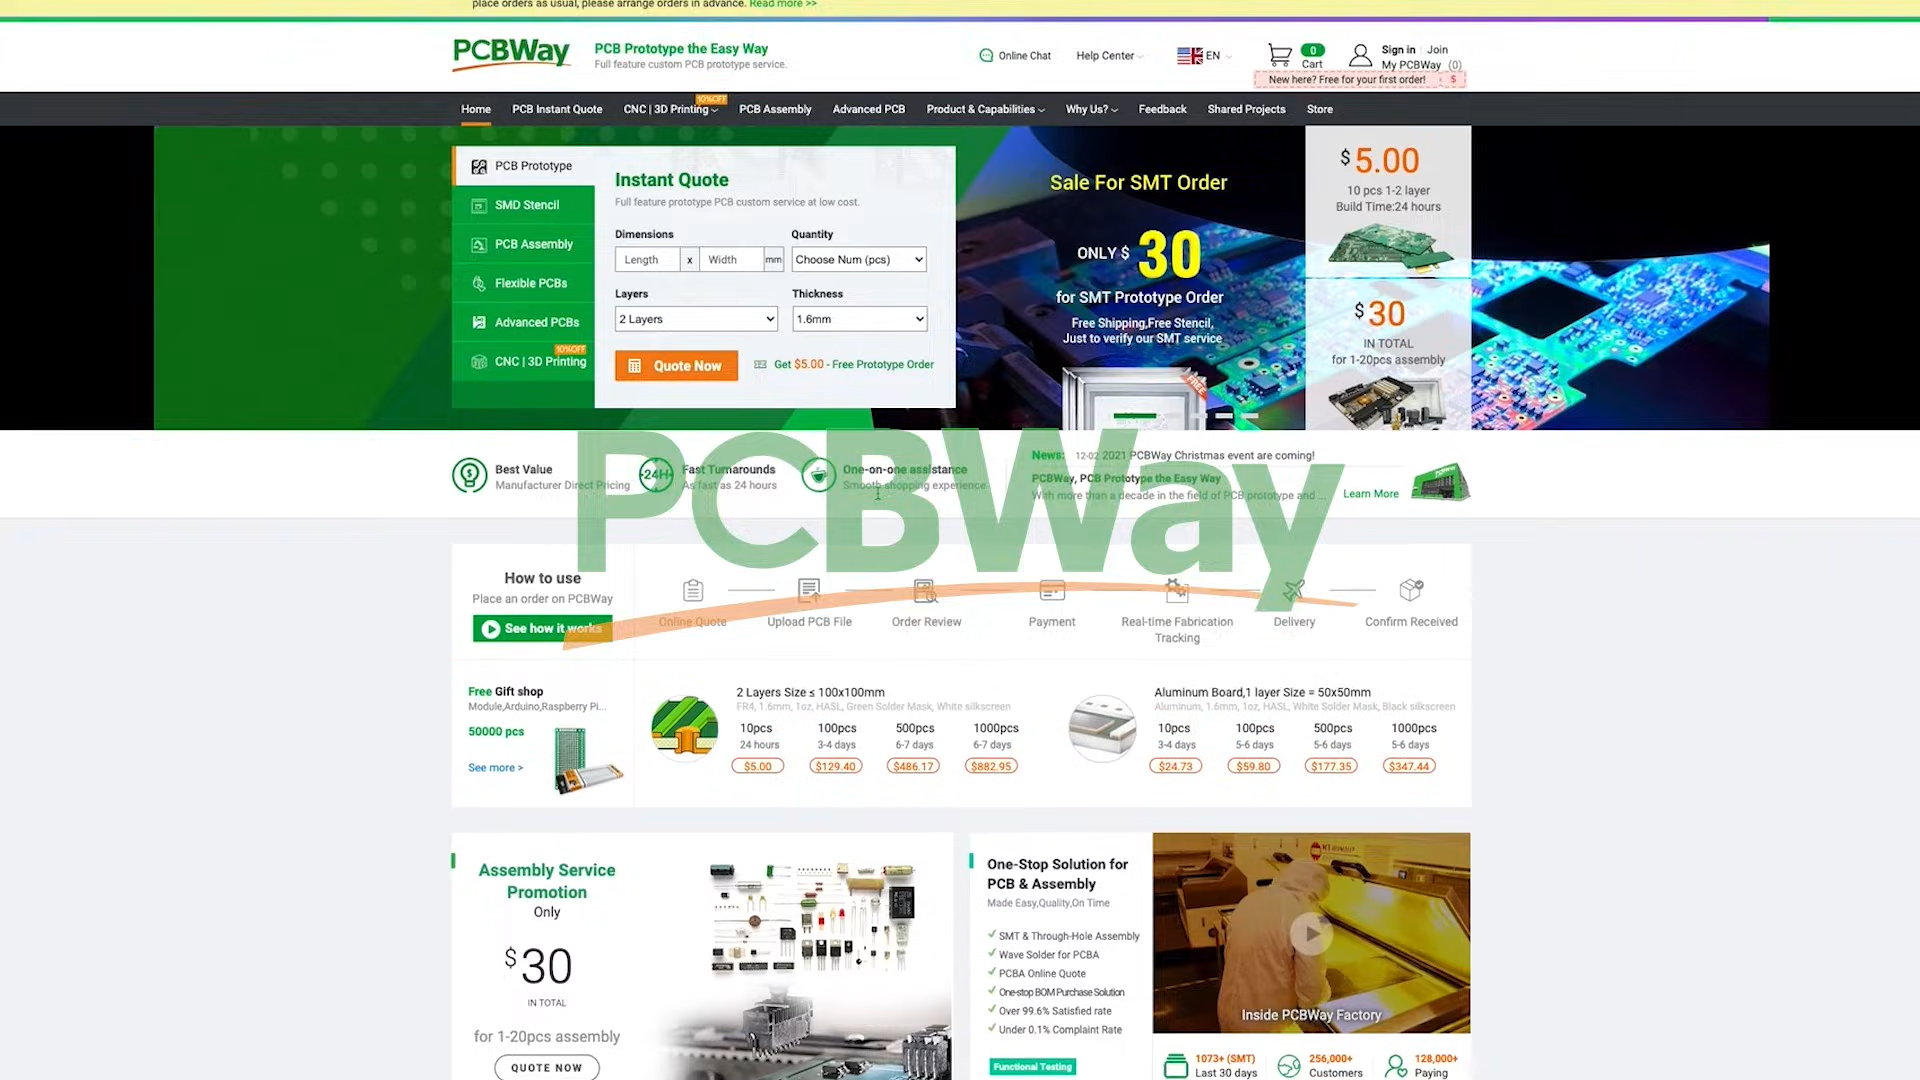 place orders as usual, please arrange orders in advance. Read more >>
PCBWay
PCB Prototype the Easy Way
Full feature custom PCB prototype service.
Online Chat
Help Center
EN
0
Cart
Sign in
Join
My PCBWay (0)
New here? Free for your first order! $
Home
PCB Instant Quote
CNC | 3D Printing
10%OFF
PCB Assembly
Advanced PCB
Product & Capabilities
Why Us?
Feedback
Shared Projects
Store
PCB Prototype
SMD Stencil
PCB Assembly
Flexible PCBs
Advanced PCBs
10%OFF
CNC | 3D Printing
Instant Quote
Full feature prototype PCB custom service at low cost.
Dimensions
Quantity
Length x Width mm
Choose Num (pcs)
Layers
Thickness
2 Layers
1.6mm
Quote Now
Get $5.00 - Free Prototype Order
Sale For SMT Order
ONLY $ 30
for SMT Prototype Order
Free Shipping,Free Stencil,
Just to verify our SMT service
FREE
$5.00
10 pcs 1-2 layer
Build Time:24 hours
$30
IN TOTAL
for 1-20pcs assembly
Best Value
Manufacturer Direct Pricing
24H
Fast Turnarounds
As fast as 24 hours
One-on-one assistance
Smooth shopping experience
News: 12-02 2021 PCBWay Christmas event are coming!
PCBWay, PCB Prototype the Easy Way
With more than a decade in the field of PCB prototype and ...
Learn More
PCBWay
How to use
Place an order on PCBWay
See how it works
Online Quote
Upload PCB File
Order Review
Payment
Real-time Fabrication
Tracking
Delivery
Confirm Received
Free Gift shop
Module,Arduino,Raspberry Pi...
50000 pcs
See more >
2 Layers Size ≤ 100x100mm
FR4, 1.6mm, 1oz, HASL, Green Solder Mask, White silkscreen
10pcs 100pcs 500pcs 1000pcs
24 hours 3-4 days 6-7 days 6-7 days
$5.00 $129.40 $486.17 $882.95
Aluminum Board,1 layer Size = 50x50mm
Aluminum, 1.6mm, 1oz, HASL, White Solder Mask, Black silkscreen
10pcs 100pcs 500pcs 1000pcs
3-4 days 5-6 days 5-6 days 5-6 days
$24.73 $59.80 $177.35 $347.44
Assembly Service
Promotion
Only
$30
IN TOTAL
for 1-20pcs assembly
QUOTE NOW
One-Stop Solution for
PCB & Assembly
Made Easy,Quality,On Time
SMT & Through-Hole Assembly
Wave Solder for PCBA
PCBA Online Quote
One-stop BOM Purchase Solution
Over 99.6% Satisfied rate
Under 0.1% Complaint Rate
Functional Testing
Inside PCBWay Factory
1073+ (SMT)
Last 30 days
256,000+
Customers
128,000+
Paying